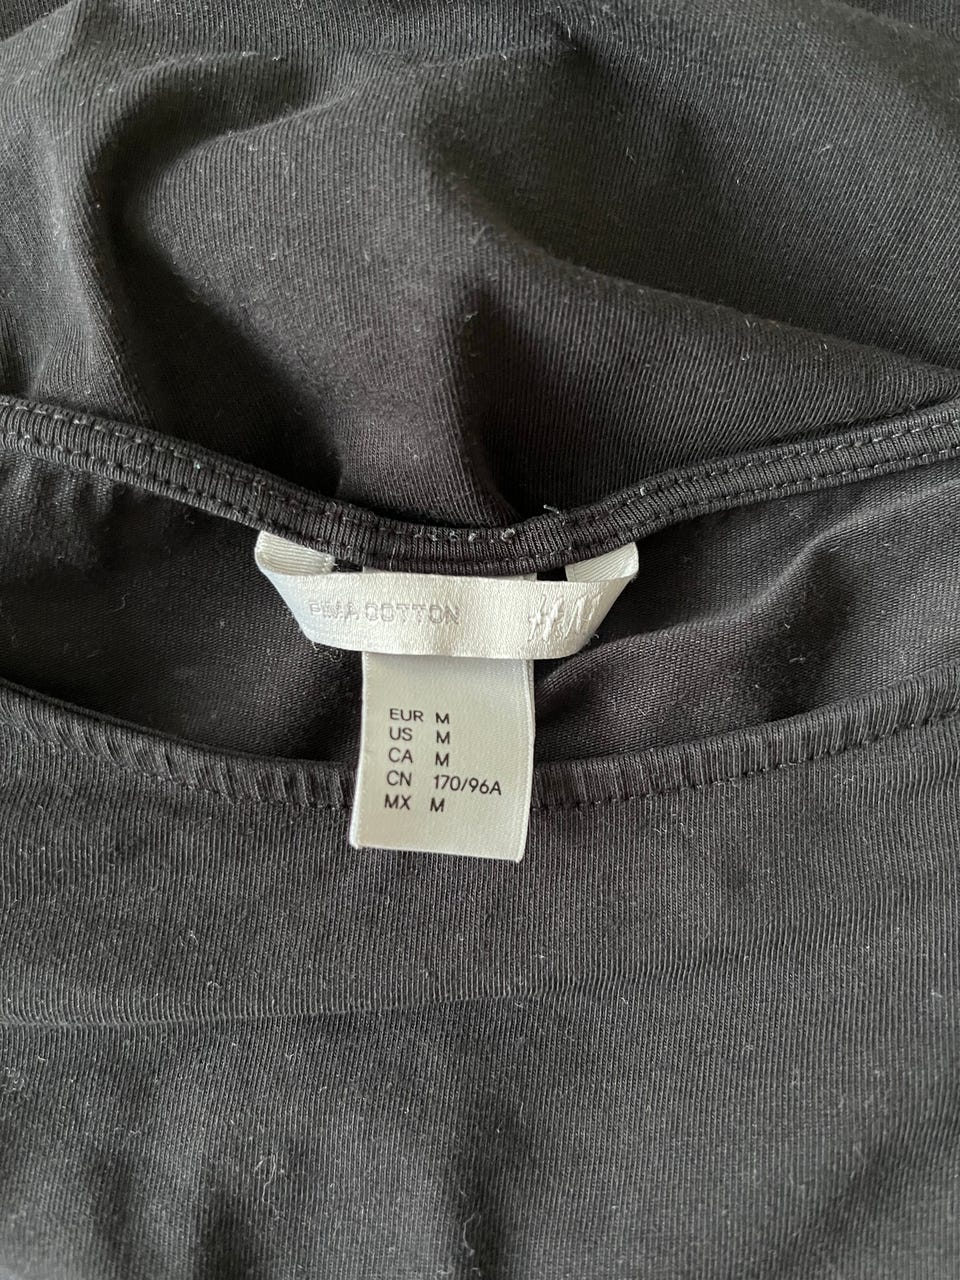 PIMA COTTON H&M
EUR M
US M
CA M
CN 170/96A
MX M